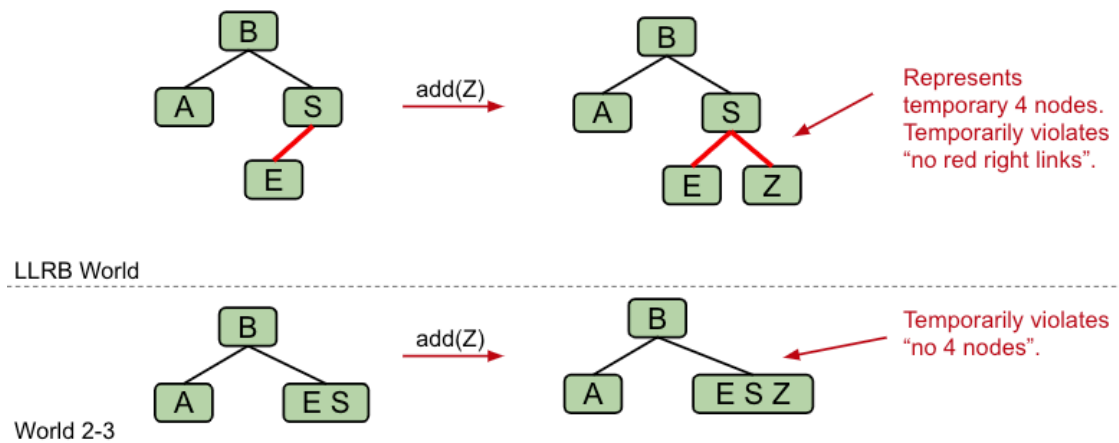 B
B
A
S
add(Z)
A
S
E
E
Z
Represents
temporary 4 nodes.
Temporarily violates
“no red right links”.
LLRB World
B
B
add(Z)
A
E S
A
E S Z
Temporarily violates
“no 4 nodes”.
World 2-3